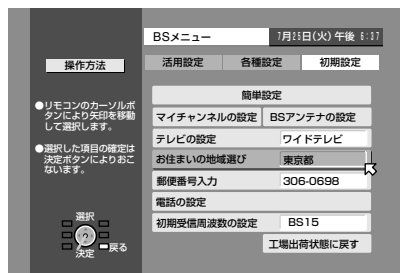 BSメニュー
7月25日(火) 午後 6:37
操作方法
活用設定
各種設定
初期設定
簡単設定
●リモコンのカーソルボ
タンにより矢印を移動
して選択します。
マイチャンネルの設定
BSアンテナの設定
テレビの設定
ワイドテレビ
●選択した項目の確定は
決定ボタンによりおこ
ないます。
お住まいの地域選び
東京都
郵便番号入力
306-0698
電話の設定
初期受信周波数の設定
BS15
工場出荷状態に戻す
選択
戻る
決定